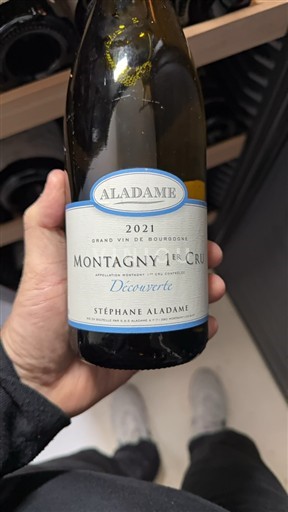 ALADAME
2021
GRAND VIN DE BOURGOGNE
MONTAGNY 1ER CRU
APPELLATION MONTAGNY 1ER CRU CONTRÔLÉE
Découverte
STÉPHANE ALADAME